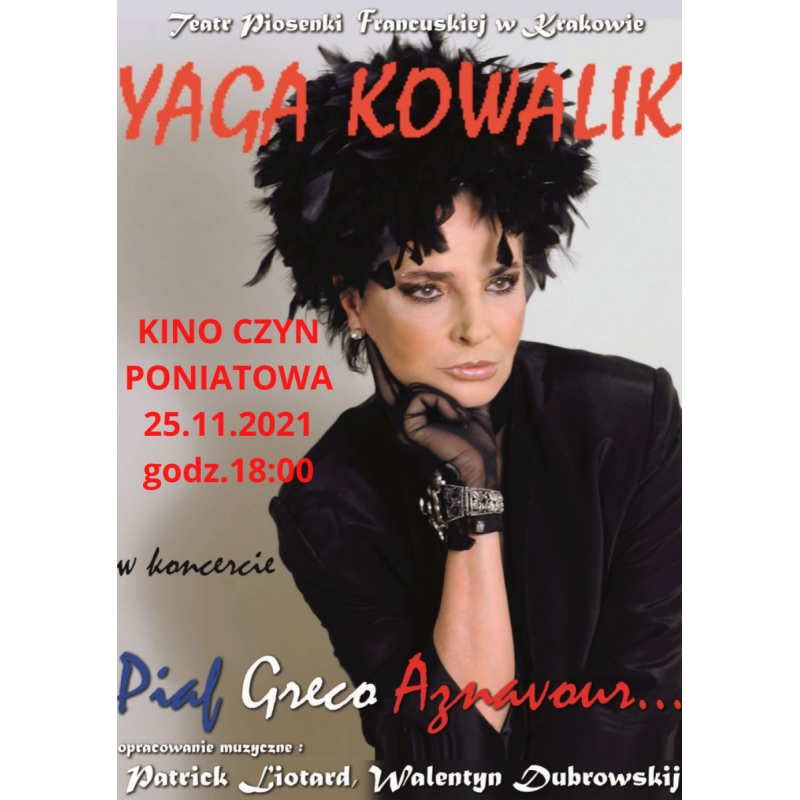 Teatr Piosenki Francuskiej w Krakowie
YAGA KOWALIK
KINO CZYN
PONIATOWA
25.11.2021
godz.18:00
w koncercie
Piaf Greco Aznavour...
opracowanie muzyczne :
Patrick Liotard, Walentyn Dubrowskij